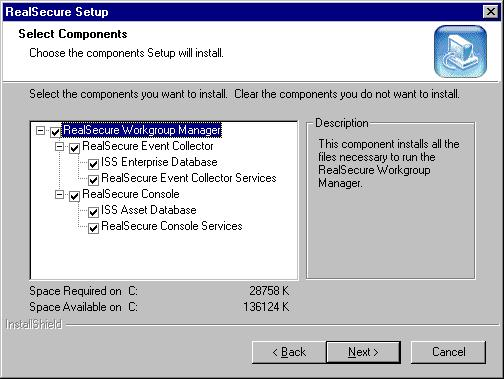 RealSecure Setup
Select Components
Choose the components Setup will install.
Select the components you want to install. Clear the components you do not want to install.
RealSecure Workgroup Manager
RealSecure Event Collector
ISS Enterprise Database
RealSecure Event Collector Services
RealSecure Console
ISS Asset Database
RealSecure Console Services
Description
This component installs all the
files necessary to run the
RealSecure Workgroup
Manager.
Space Required on C: 28758 K
Space Available on C: 136124 K
InstallShield
< Back
Next >
Cancel